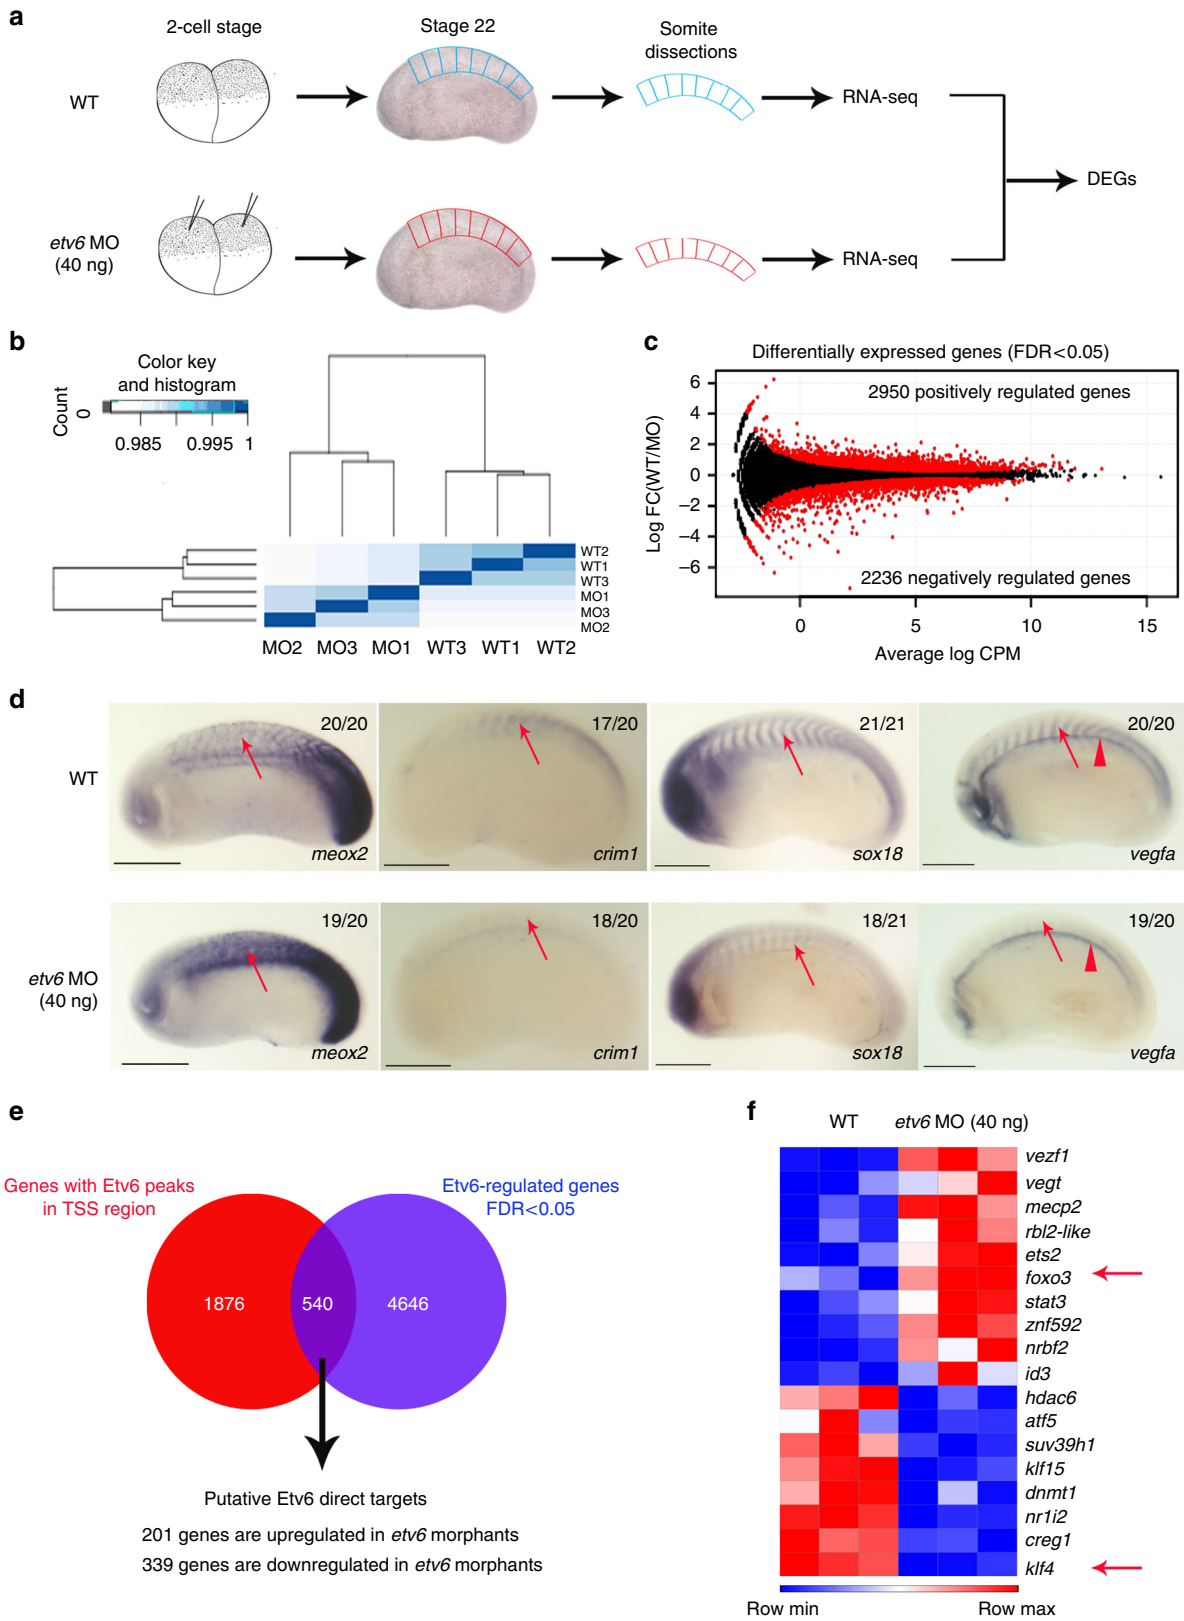 a
2-cell stage
Stage 22
Somite
dissections
WT
RNA-seq
DEGs
etv6 MO
(40 ng)
RNA-seq
b
Color key
and histogram
Count
0
0.985 0.995 1
WT2
WT1
WT3
MO1
MO3
MO2
MO2 MO3 MO1 WT3 WT1 WT2
c
Differentially expressed genes (FDR<0.05)
2950 positively regulated genes
2236 negatively regulated genes
Log FC(WT/MO)
6
4
2
0
−2
−4
−6
0 5 10 15
Average log CPM
d
WT
20/20
meox2
17/20
crim1
21/21
sox18
20/20
vegfa
etv6 MO
(40 ng)
19/20
meox2
18/20
crim1
18/21
sox18
19/20
vegfa
e
Genes with Etv6 peaks
in TSS region
Etv6-regulated genes
FDR<0.05
1876 540 4646
Putative Etv6 direct targets
201 genes are upregulated in etv6 morphants
339 genes are downregulated in etv6 morphants
f
WT etv6 MO (40 ng)
vezf1
vegt
mecp2
rbl2-like
ets2
foxo3
stat3
znf592
nrbf2
id3
hdac6
atf5
suv39h1
klf15
dnmt1
nr1i2
creg1
klf4
Row min Row max